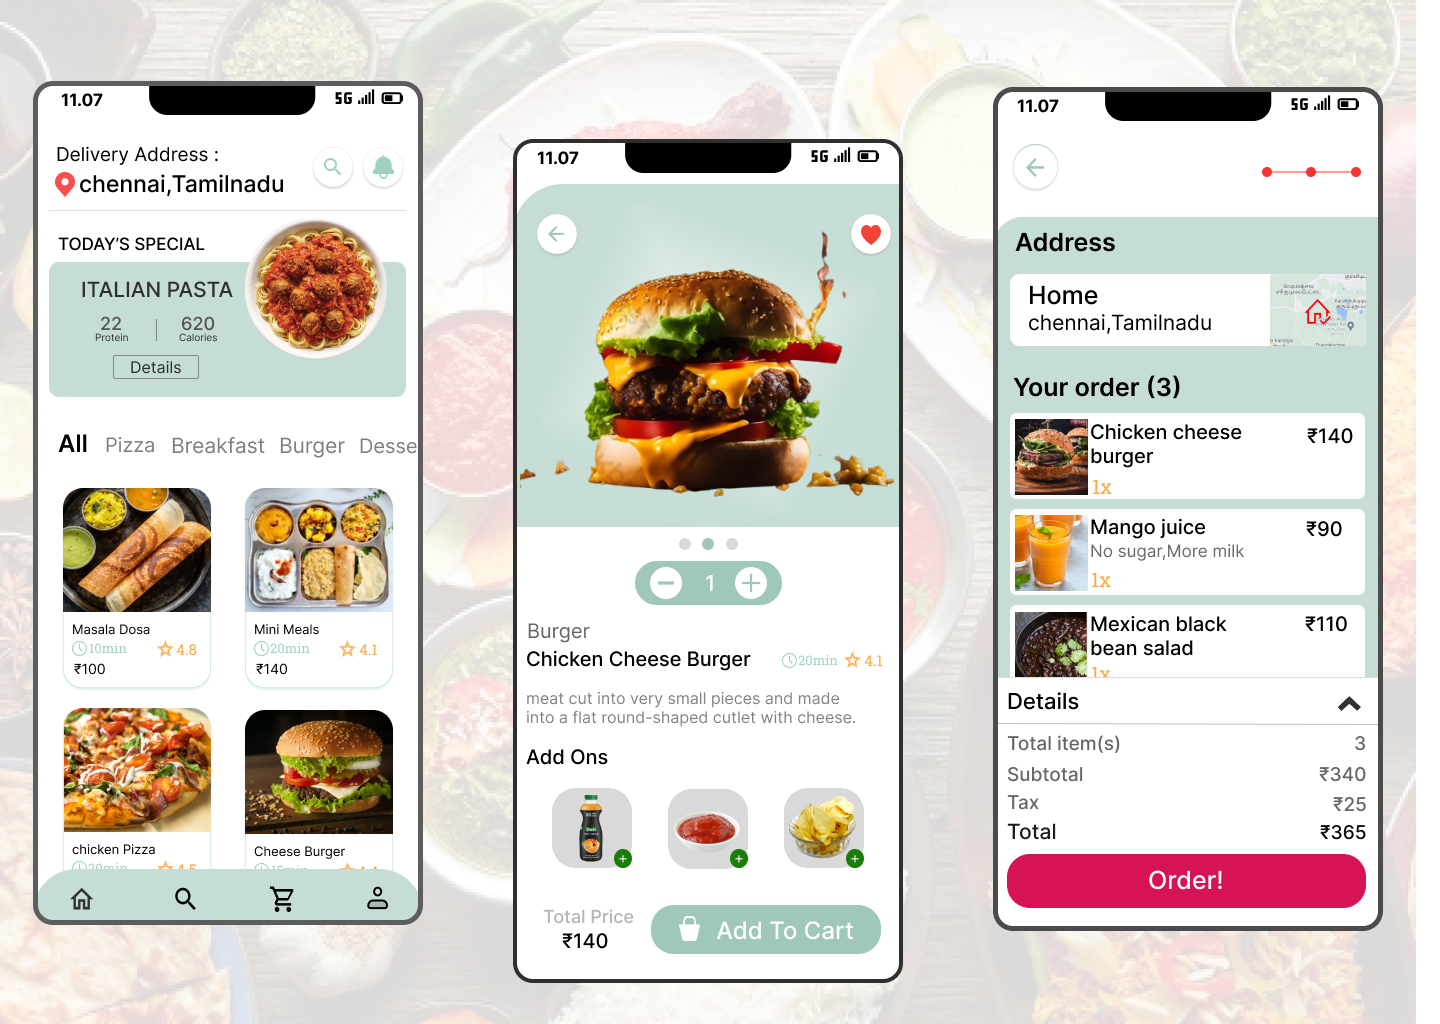 11.07
5G
Delivery Address :
chennai,Tamilnadu
TODAY'S SPECIAL
ITALIAN PASTA
22
Protein
620
Calories
Details
All Pizza Breakfast Burger Desse
Masala Dosa
10min 4.8
₹100
Mini Meals
20min 4.1
₹140
chicken Pizza
20min 4.5
Cheese Burger
15min 4.4
11.07
5G
1
Burger
Chicken Cheese Burger 20min 4.1
meat cut into very small pieces and made
into a flat round-shaped cutlet with cheese.
Add Ons
Total Price
₹140
Add To Cart
11.07
5G
Address
Home
chennai,Tamilnadu
Your order (3)
Chicken cheese
burger
₹140
1x
Mango juice
₹90
No sugar,More milk
1x
Mexican black
bean salad
₹110
1x
Details
Total item(s) 3
Subtotal ₹340
Tax ₹25
Total ₹365
Order!